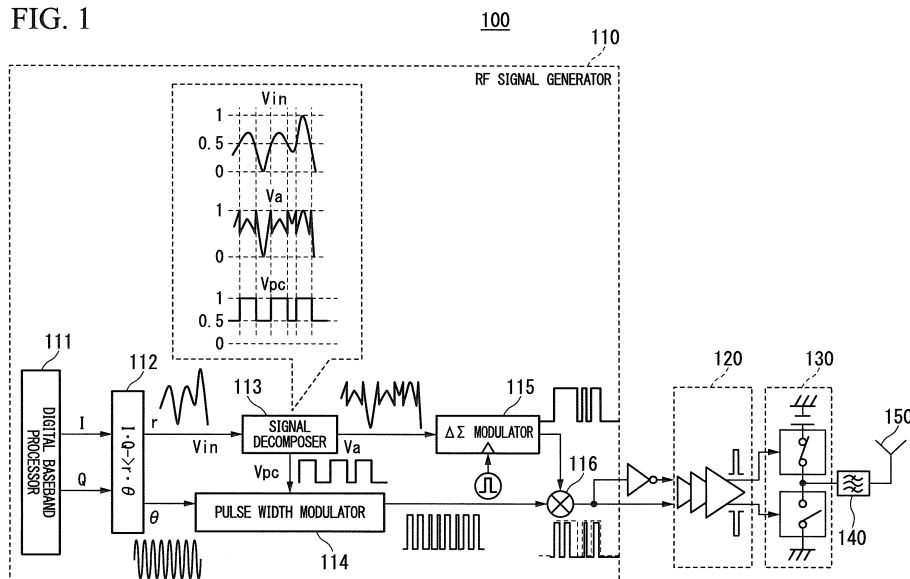 FIG. 1
100
110
RF SIGNAL GENERATOR
Vin
1
0.5
0
Va
1
0
Vpc
1
0.5
0
111
DIGITAL BASEBAND
PROCESSOR
I
Q
112
I・Q->r・θ
r
Vin
θ
113
SIGNAL
DECOMPOSER
Va
Vpc
PULSE WIDTH MODULATOR
114
115
ΔΣ MODULATOR
116
120
130
140
150